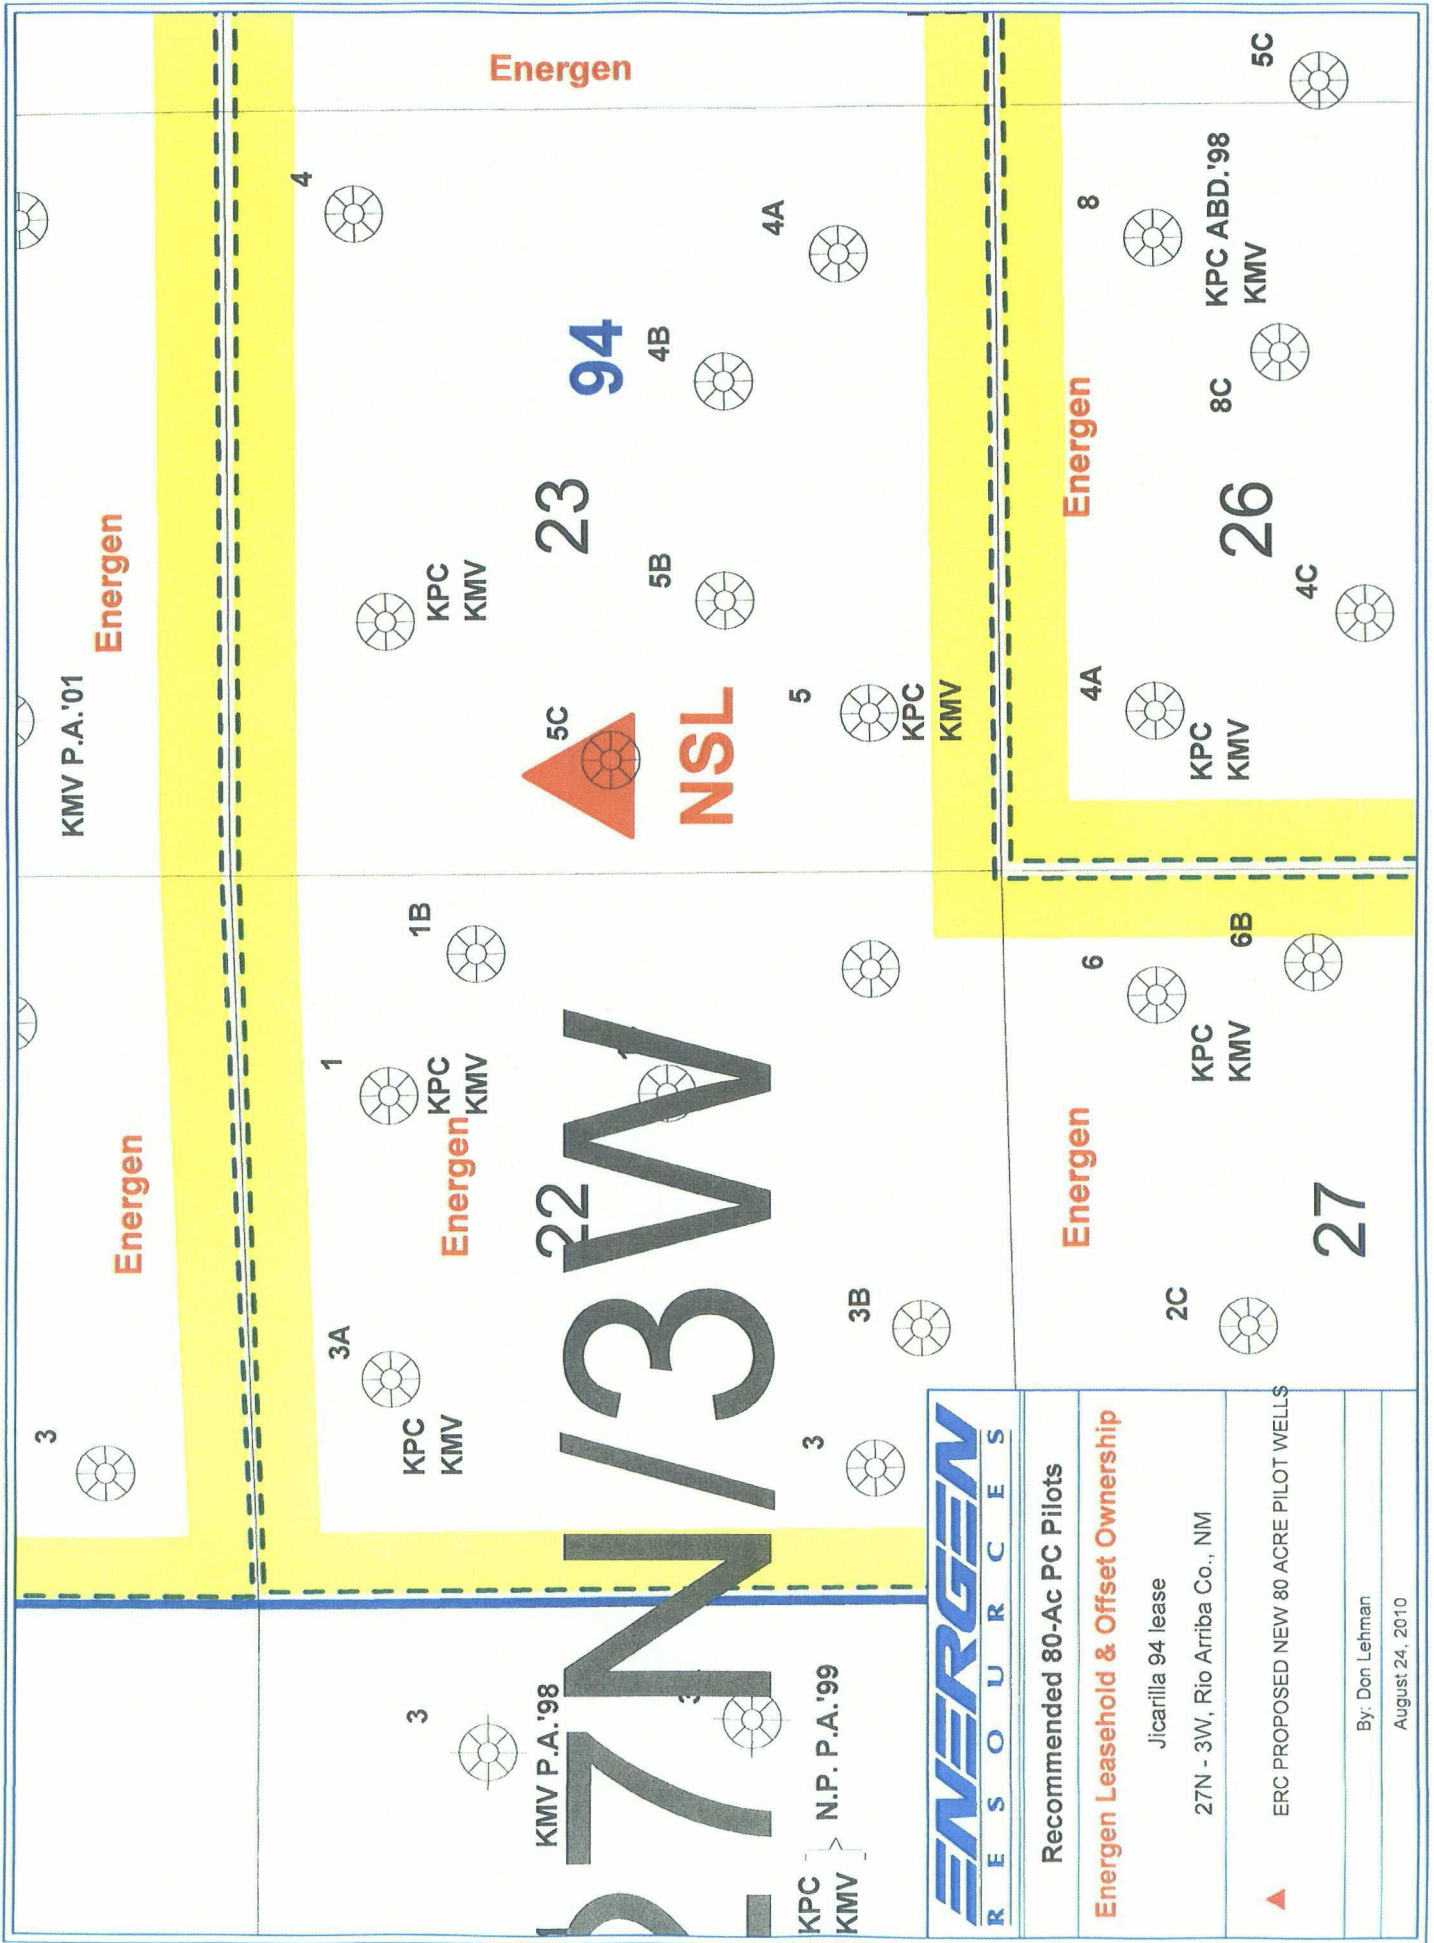 3
KMV P.A.'01
Energen
Energen
4
1
3A
3
1B
KPC
KMV
KPC
KMV
KPC
KMV
Energen
Energen
KMV P.A.'98
22
5C
23
94
27N/3W
5B
4B
3
NSL
4A
5
KPC
KMV
N.P. P.A.'99
3
3B
KPC
KMV
ENERGEN
RESOURCES
Recommended 80-Ac PC Pilots
Energen Leasehold & Offset Ownership
Jicarilla 94 lease
27N - 3W, Rio Arriba Co., NM
ERC PROPOSED NEW 80 ACRE PILOT WELLS
By: Don Lehman
August 24, 2010
Energen
6
KPC
KMV
6B
2C
27
Energen
4A
KPC
KMV
8
KPC ABD.'98
KMV
8C
26
4C
5C